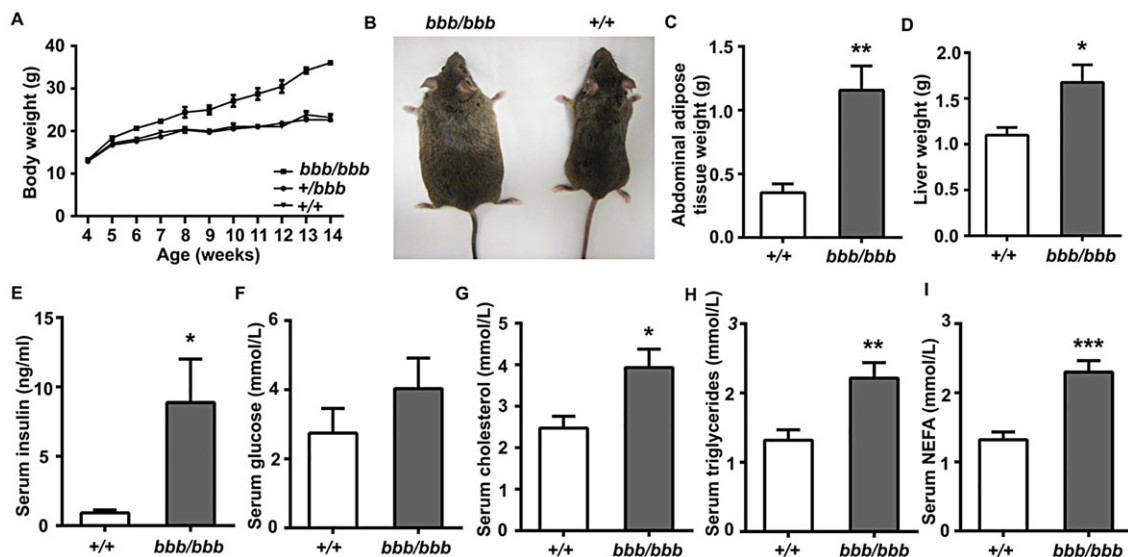 A
Body weight (g)
40
30
20
10
0
4 5 6 7 8 9 10 11 12 13 14
Age (weeks)
bbb/bbb
+/bbb
+/+
B
bbb/bbb +/+
C
Abdominal adipose
tissue weight (g)
1.5
1.0
0.5
0.0
**
+/+ bbb/bbb
D
Liver weight (g)
2.0
1.5
1.0
0.5
0.0
*
+/+ bbb/bbb
E
Serum insulin (ng/ml)
15
10
5
0
*
+/+ bbb/bbb
F
Serum glucose (mmol/L)
6
4
2
0
+/+ bbb/bbb
G
Serum cholesterol (mmol/L)
5
4
3
2
1
0
*
+/+ bbb/bbb
H
Serum triglycerides (mmol/L)
3
2
1
0
**
+/+ bbb/bbb
I
Serum NEFA (mmol/L)
3
2
1
0
***
+/+ bbb/bbb